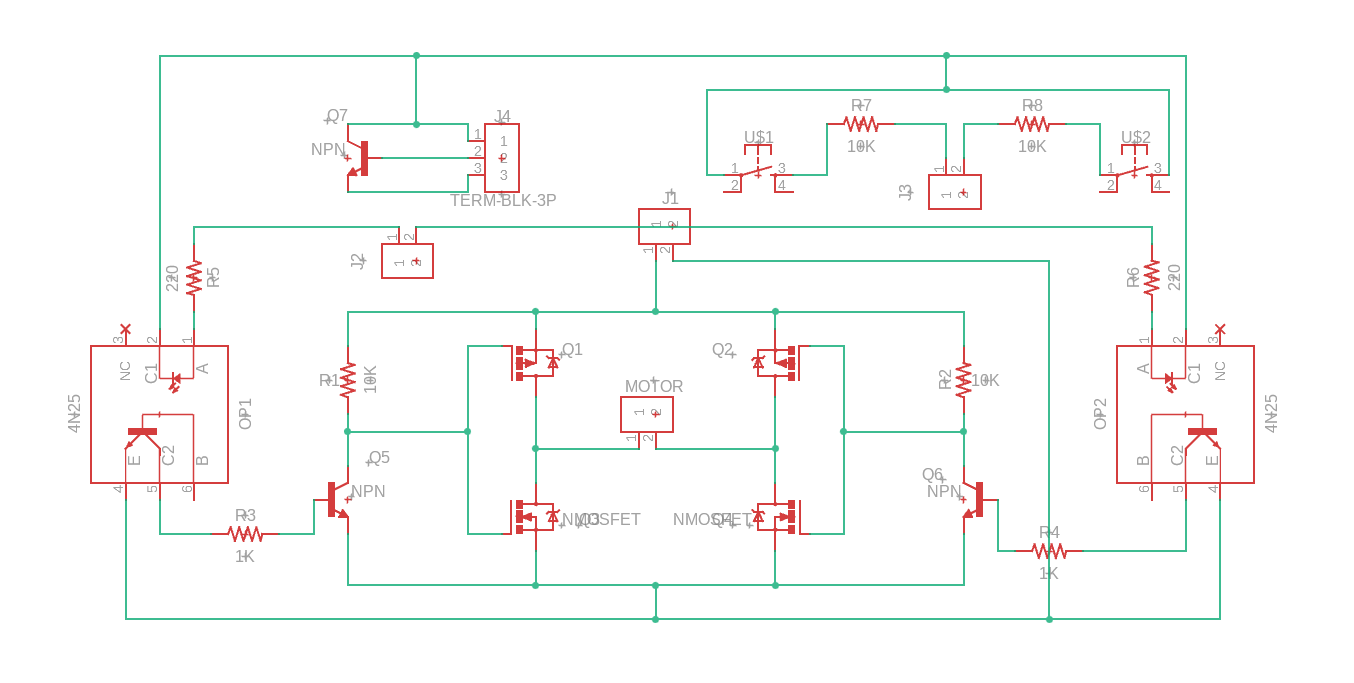 Q7
NPN
J4
1 1
2 2
3 3
TERM-BLK-3P
R7
10K
R8
10K
U$1
1 3
2 4
U$2
1 3
2 4
J3
1 2
1 2
J1
1 2
1 2
J2
1 2
1 2
220
R5
R6
220
3 2 1
NC C1 A
4N25
OP1
E C2 B
4 5 6
1 2 3
A C1 NC
OP2
4N25
B C2 E
6 5 4
R1
10K
Q1
Q2
R2
10K
MOTOR
1 2
1 2
Q5
NPN
Q6
NPN
NMOSFET
Q3
NMOSFET
Q4
R3
1K
R4
1K